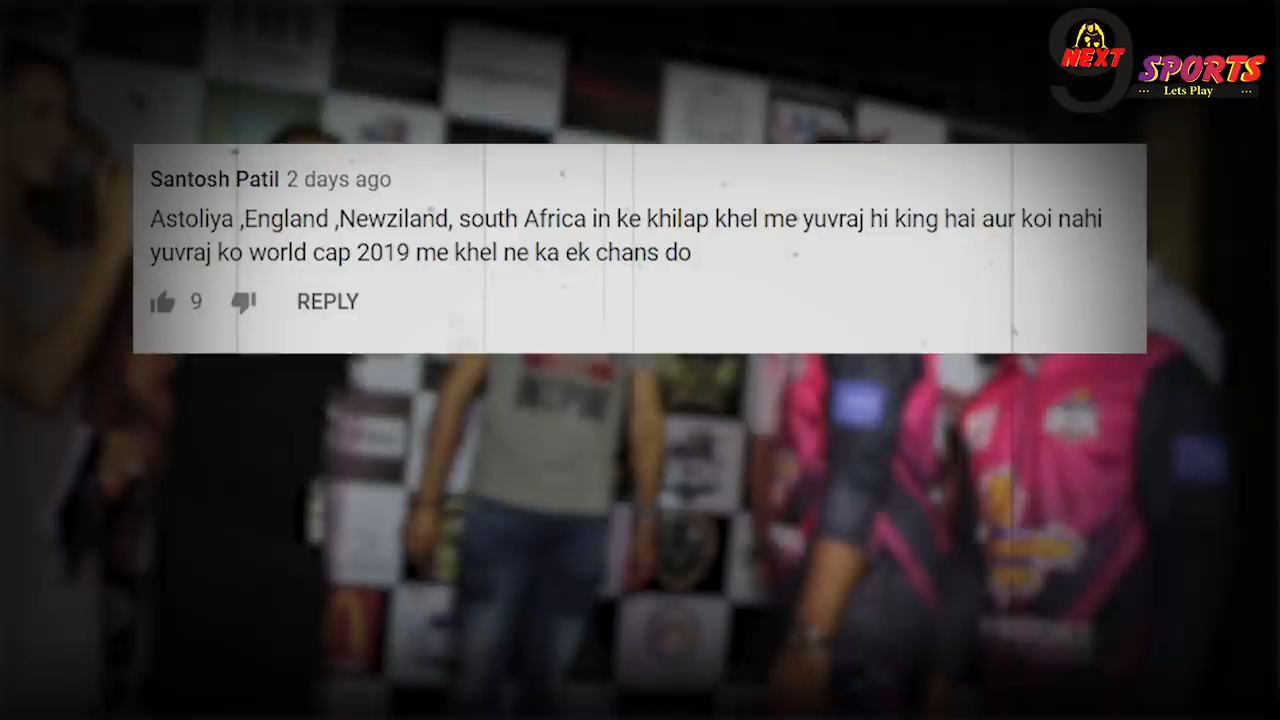 9
NEXT
SPORTS
Lets Play
Santosh Patil 2 days ago
Astoliya ,England ,Newziland, south Africa in ke khilap khel me yuvraj hi king hai aur koi nahi
yuvraj ko world cap 2019 me khel ne ka ek chans do
9
REPLY